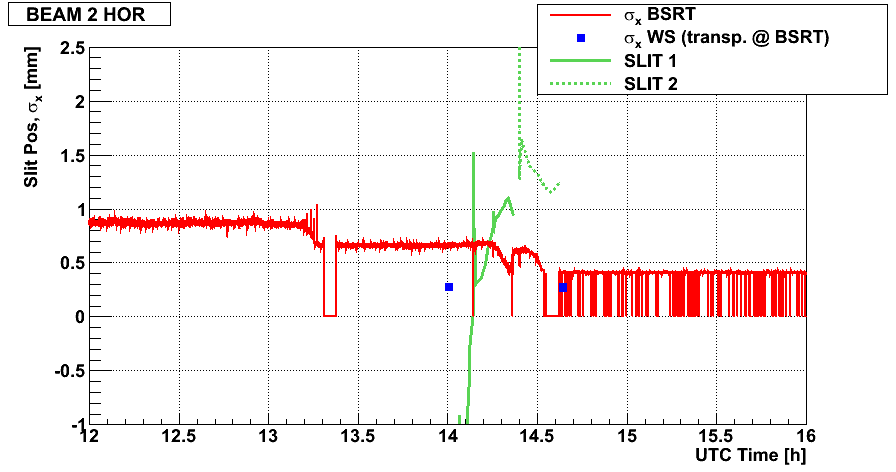 BEAM 2 HOR
σx BSRT
σx WS (transp. @ BSRT)
SLIT 1
SLIT 2
Slit Pos, σx [mm]
2.5
2
1.5
1
0.5
0
-0.5
-1
12 12.5 13 13.5 14 14.5 15 15.5 16
UTC Time [h]